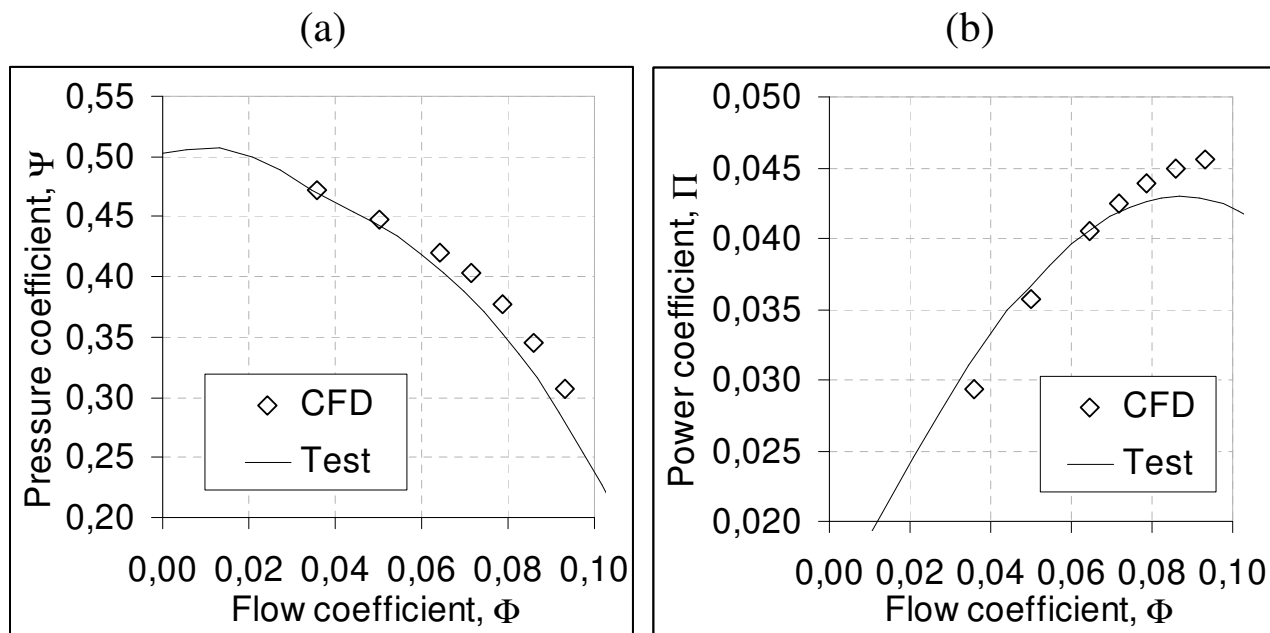 (a)
Pressure coefficient, Ψ
0,55
0,50
0,45
0,40
0,35
0,30
0,25
0,20
CFD
Test
0,00 0,02 0,04 0,06 0,08 0,10
Flow coefficient, Φ
(b)
Power coefficient, Π
0,050
0,045
0,040
0,035
0,030
0,025
0,020
CFD
Test
0,00 0,02 0,04 0,06 0,08 0,10
Flow coefficient, Φ